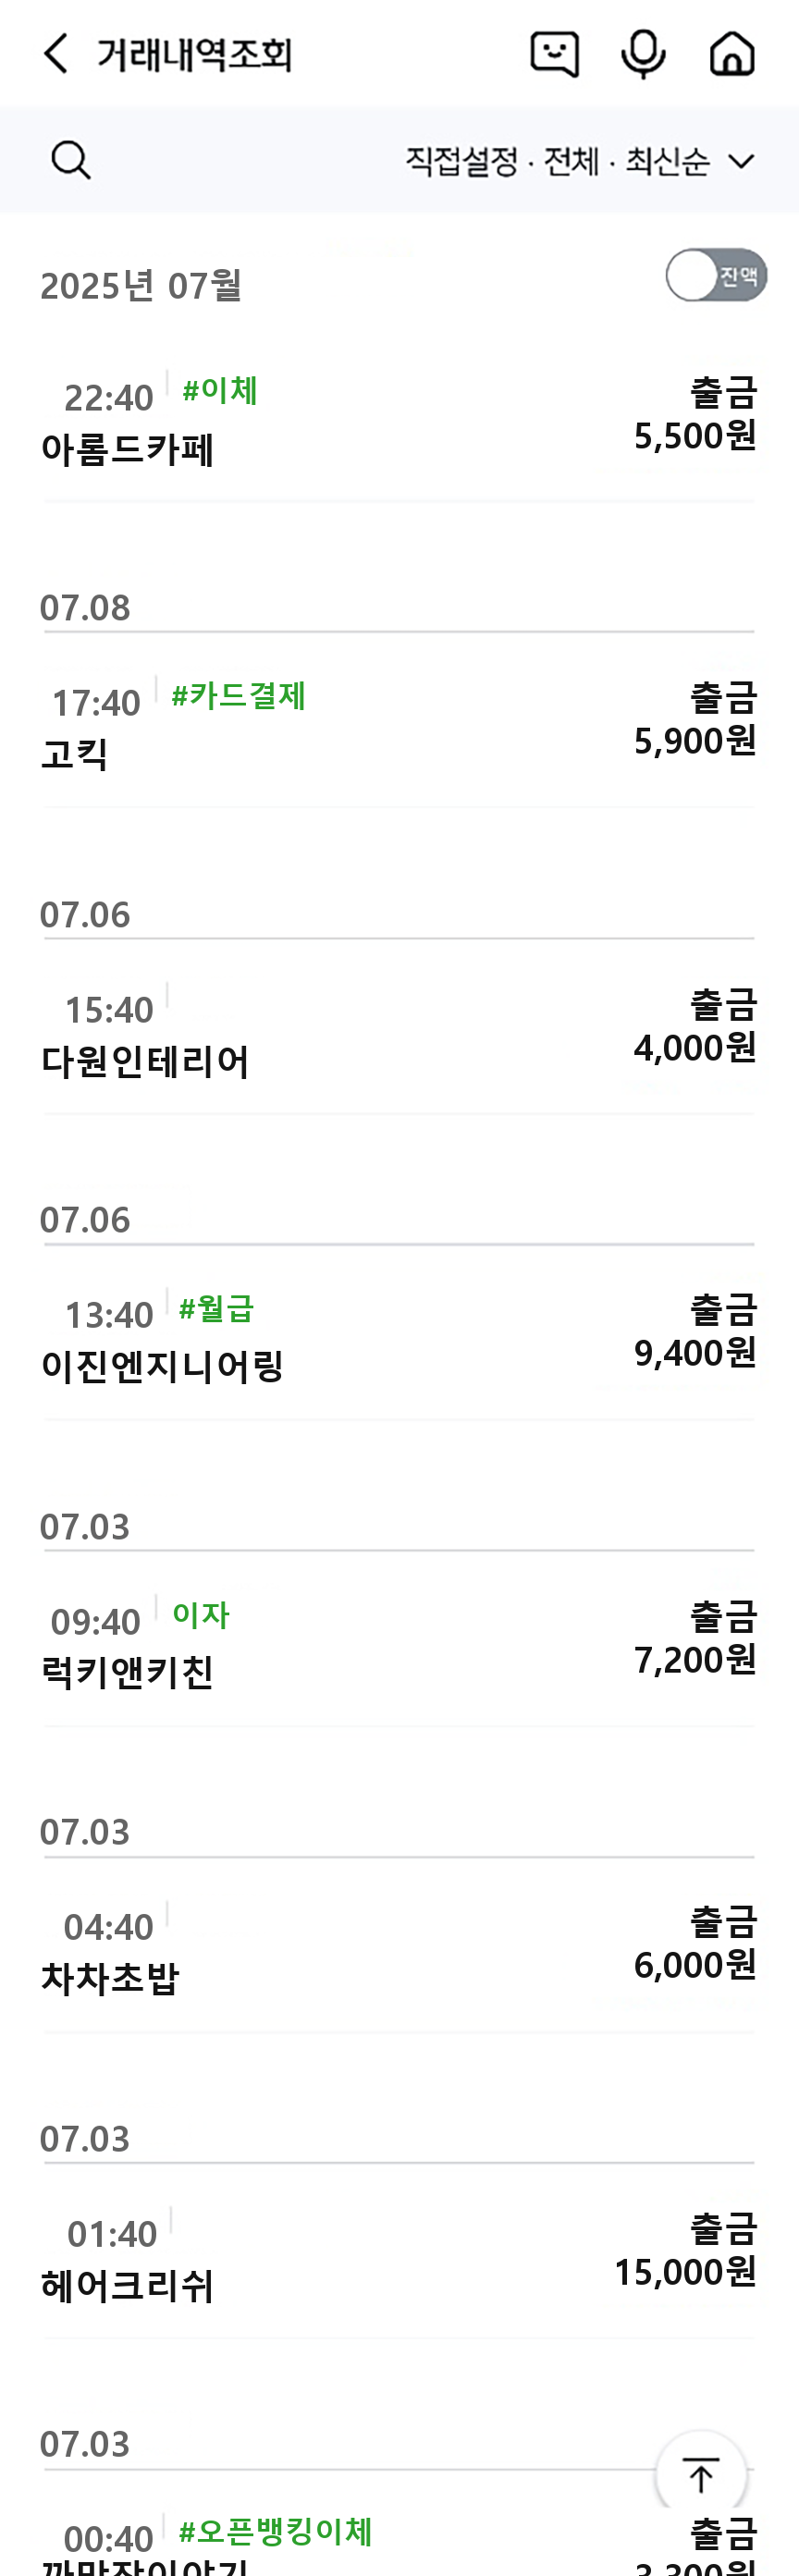 거래내역조회
직접설정 · 전체 · 최신순
2025년 07월
잔액
22:40 #이체
출금
아롬드카페
5,500원
07.08
17:40 #카드결제
출금
고킥
5,900원
07.06
15:40
출금
다원인테리어
4,000원
07.06
13:40 #월급
출금
이진엔지니어링
9,400원
07.03
09:40 이자
출금
럭키앤키친
7,200원
07.03
04:40
출금
차차초밥
6,000원
07.03
01:40
출금
헤어크리쉬
15,000원
07.03
00:40 #오픈뱅킹이체
출금
3,300원